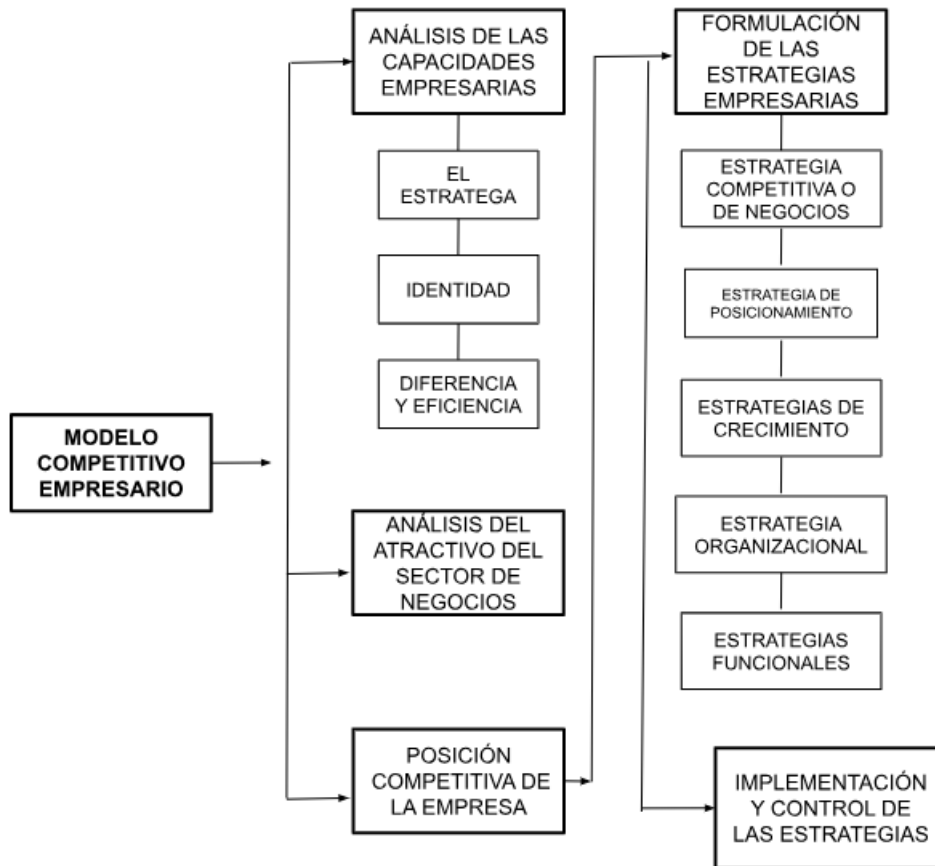 ANÁLISIS DE LAS
CAPACIDADES
EMPRESARIAS
EL
ESTRATEGA
IDENTIDAD
DIFERENCIA
Y EFICIENCIA
MODELO
COMPETITIVO
EMPRESARIO
ANÁLISIS DEL
ATRACTIVO DEL
SECTOR DE
NEGOCIOS
POSICIÓN
COMPETITIVA DE
LA EMPRESA
FORMULACIÓN
DE LAS
ESTRATEGIAS
EMPRESARIAS
ESTRATEGIA
COMPETITIVA O
DE NEGOCIOS
ESTRATEGIA DE
POSICIONAMIENTO
ESTRATEGIAS DE
CRECIMIENTO
ESTRATEGIA
ORGANIZACIONAL
ESTRATEGIAS
FUNCIONALES
IMPLEMENTACIÓN
Y CONTROL DE
LAS ESTRATEGIAS